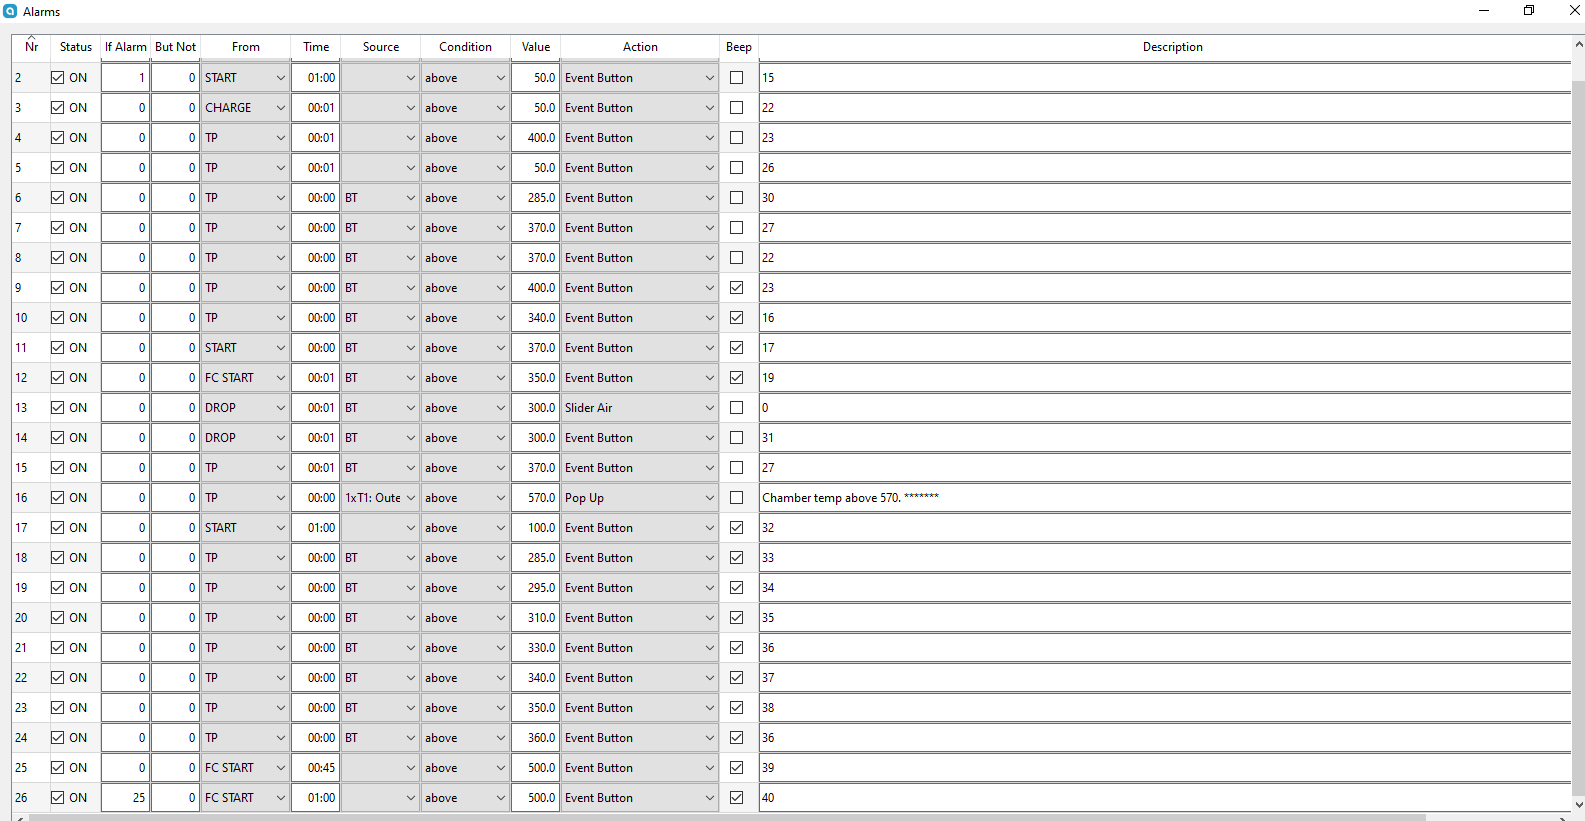 Alarms
Nr Status If Alarm But Not From Time Source Condition Value Action Beep Description
2 ON 1 0 START 01:00 above 50.0 Event Button 15
3 ON 0 0 CHARGE 00:01 above 50.0 Event Button 22
4 ON 0 0 TP 00:01 above 400.0 Event Button 23
5 ON 0 0 TP 00:01 above 50.0 Event Button 26
6 ON 0 0 TP 00:00 BT above 285.0 Event Button 30
7 ON 0 0 TP 00:00 BT above 370.0 Event Button 27
8 ON 0 0 TP 00:00 BT above 370.0 Event Button 22
9 ON 0 0 TP 00:00 BT above 400.0 Event Button 23
10 ON 0 0 TP 00:00 BT above 340.0 Event Button 16
11 ON 0 0 START 00:00 BT above 370.0 Event Button 17
12 ON 0 0 FC START 00:01 BT above 350.0 Event Button 19
13 ON 0 0 DROP 00:01 BT above 300.0 Slider Air 0
14 ON 0 0 DROP 00:01 BT above 300.0 Event Button 31
15 ON 0 0 TP 00:01 BT above 370.0 Event Button 27
16 ON 0 0 TP 00:00 1xT1: Oute above 570.0 Pop Up Chamber temp above 570. *******
17 ON 0 0 START 01:00 above 100.0 Event Button 32
18 ON 0 0 TP 00:00 BT above 285.0 Event Button 33
19 ON 0 0 TP 00:00 BT above 295.0 Event Button 34
20 ON 0 0 TP 00:00 BT above 310.0 Event Button 35
21 ON 0 0 TP 00:00 BT above 330.0 Event Button 36
22 ON 0 0 TP 00:00 BT above 340.0 Event Button 37
23 ON 0 0 TP 00:00 BT above 350.0 Event Button 38
24 ON 0 0 TP 00:00 BT above 360.0 Event Button 36
25 ON 0 0 FC START 00:45 above 500.0 Event Button 39
26 ON 25 0 FC START 01:00 above 500.0 Event Button 40